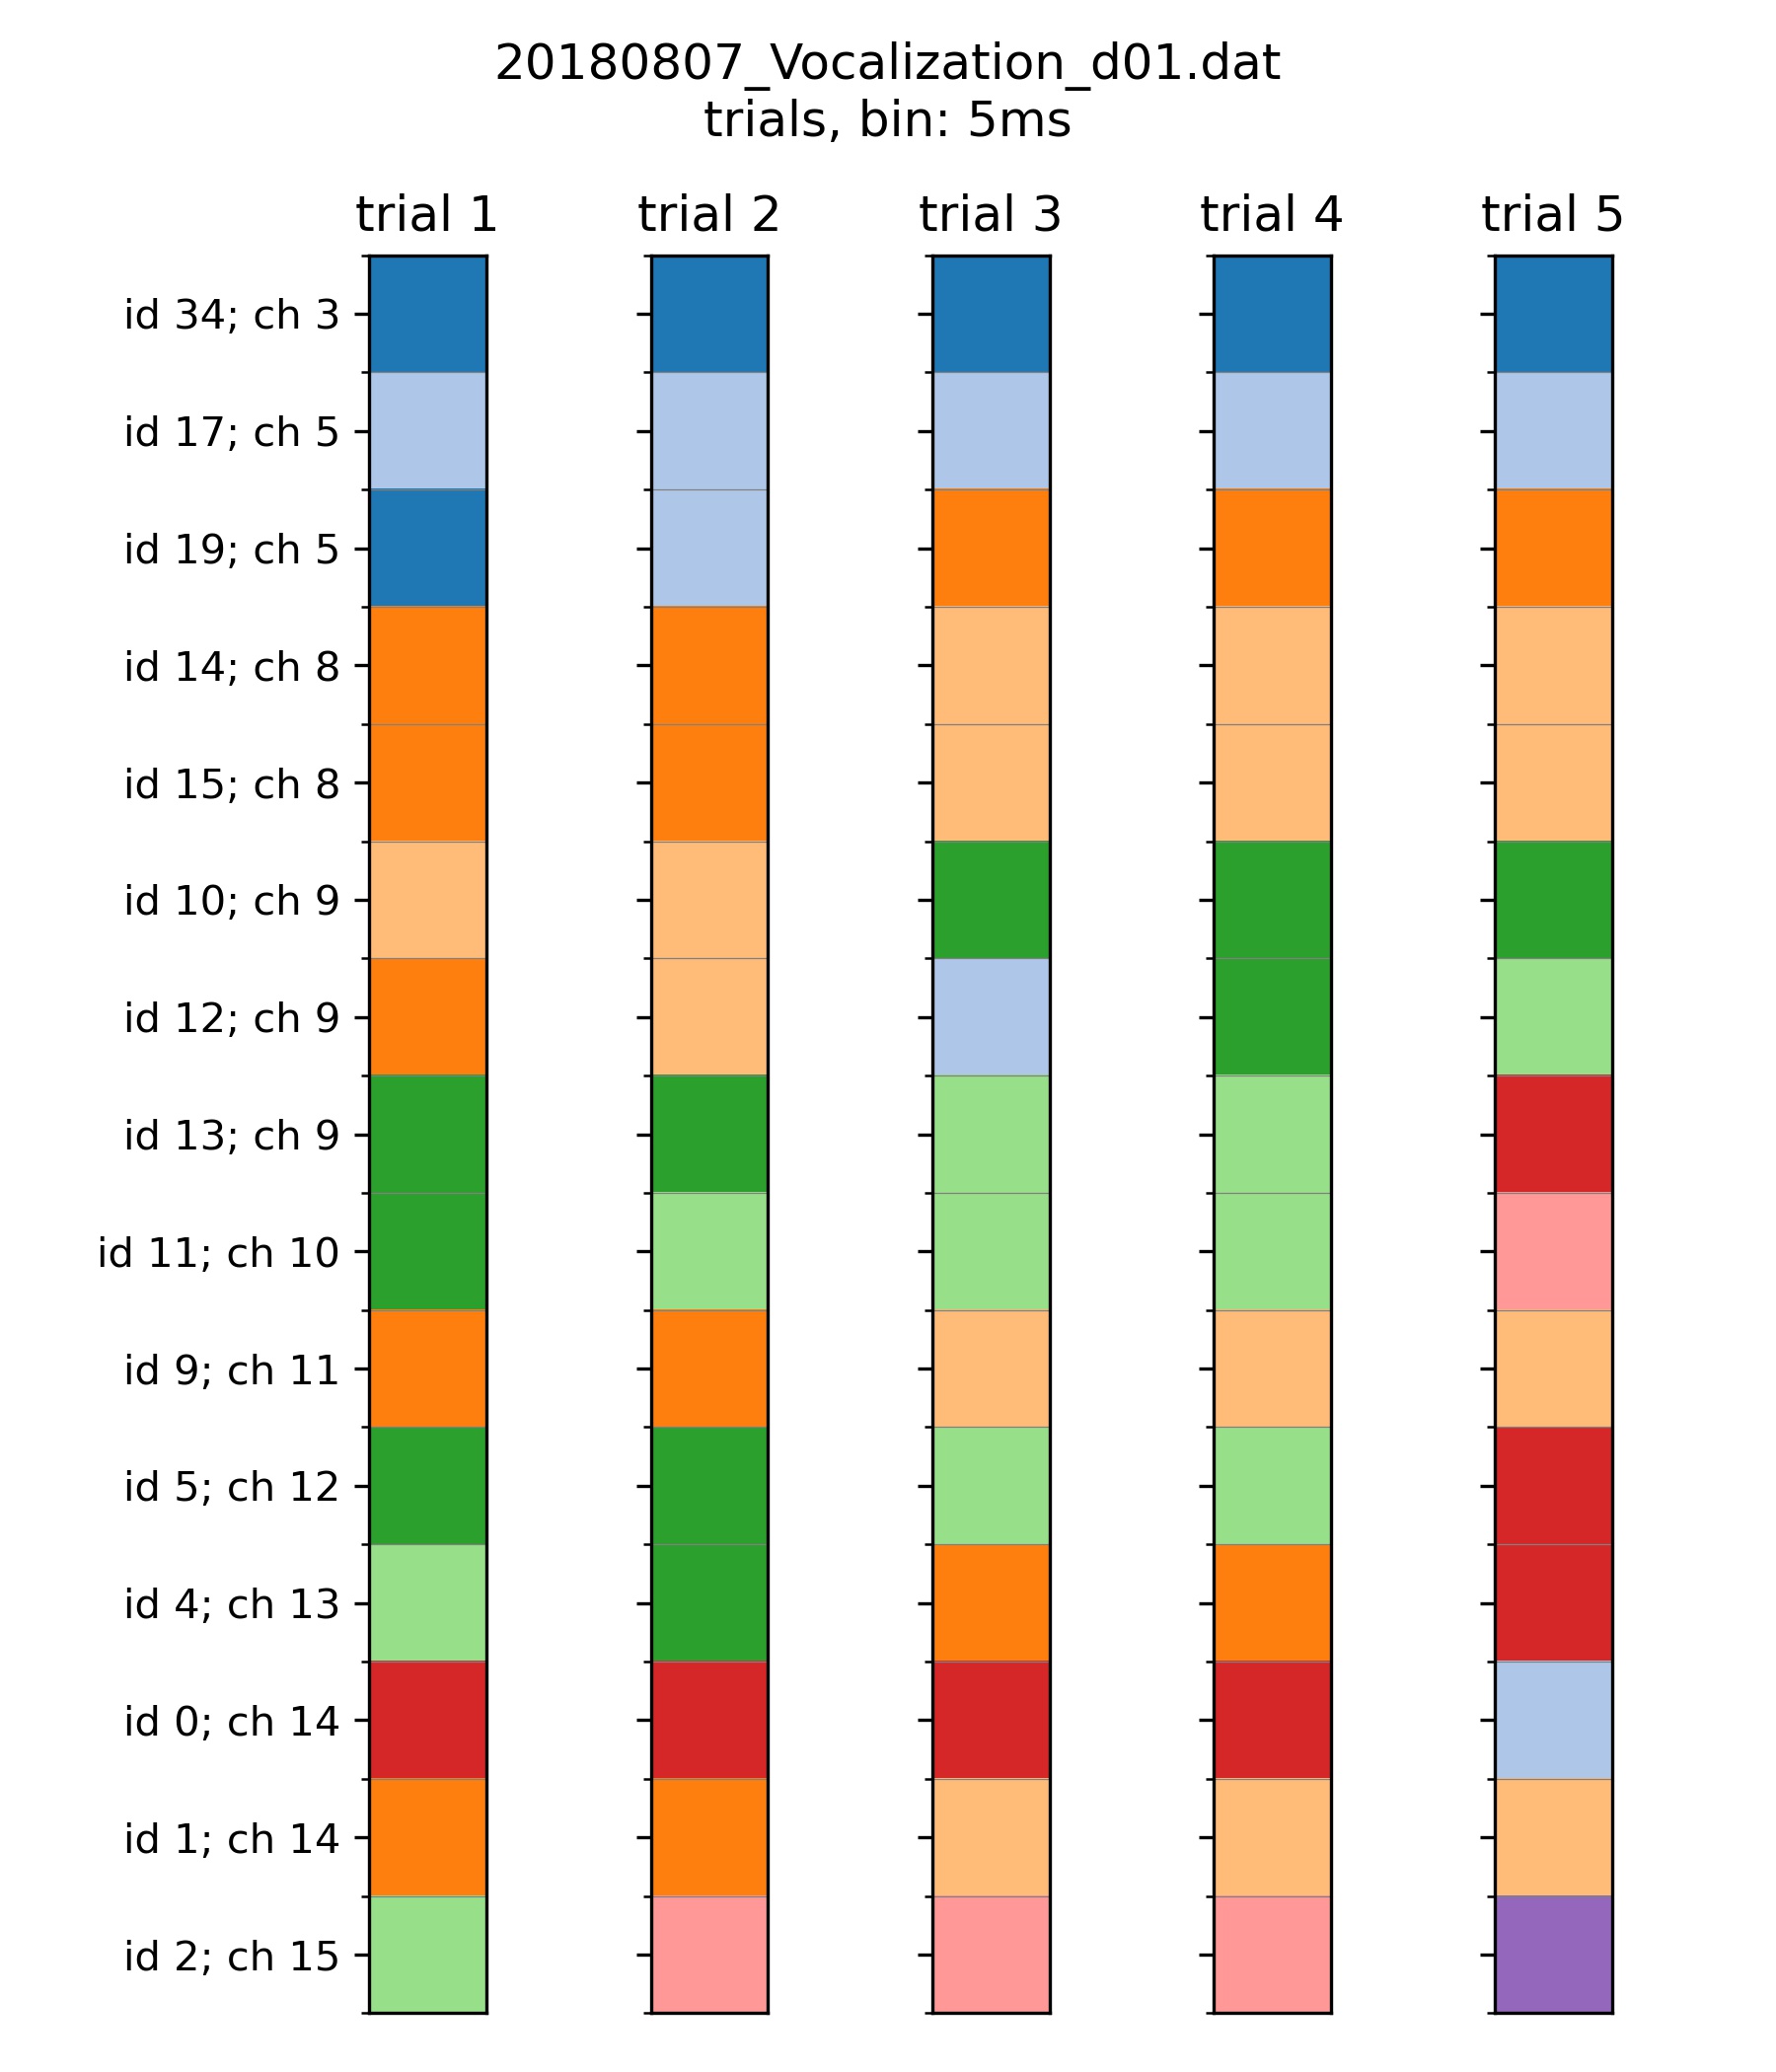 20180807_Vocalization_d01.dat
trials, bin: 5ms
trial 1 trial 2 trial 3 trial 4 trial 5
id 34; ch 3
id 17; ch 5
id 19; ch 5
id 14; ch 8
id 15; ch 8
id 10; ch 9
id 12; ch 9
id 13; ch 9
id 11; ch 10
id 9; ch 11
id 5; ch 12
id 4; ch 13
id 0; ch 14
id 1; ch 14
id 2; ch 15